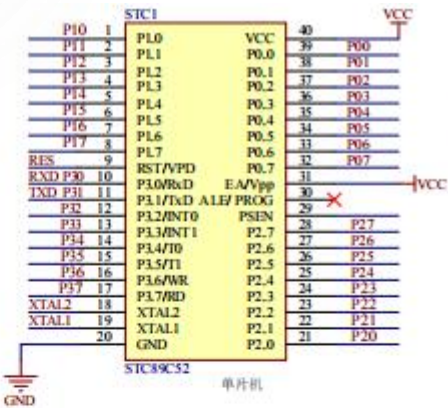 STC1
VCC
P10 1 P1.0 VCC 40
P11 2 P1.1 P0.0 39 P00
P12 3 P1.2 P0.1 38 P01
P13 4 P1.3 P0.2 37 P02
P14 5 P1.4 P0.3 36 P03
P15 6 P1.5 P0.4 35 P04
P16 7 P1.6 P0.5 34 P05
P17 8 P1.7 P0.6 33 P06
RES 9 RST/VPD P0.7 32 P07
RXD P30 10 P3.0/RxD EA/Vpp 31 VCC
TXD P31 11 P3.1/TxD ALE/PROG 30
P32 12 P3.2/INT0 PSEN 29
P33 13 P3.3/INT1 P2.7 28 P27
P34 14 P3.4/T0 P2.6 27 P26
P35 15 P3.5/T1 P2.5 26 P25
P36 16 P3.6/WR P2.4 25 P24
P37 17 P3.7/RD P2.3 24 P23
XTAL2 18 XTAL2 P2.2 23 P22
XTAL1 19 XTAL1 P2.1 22 P21
20 GND P2.0 21 P20
STC89C52
单片机
GND